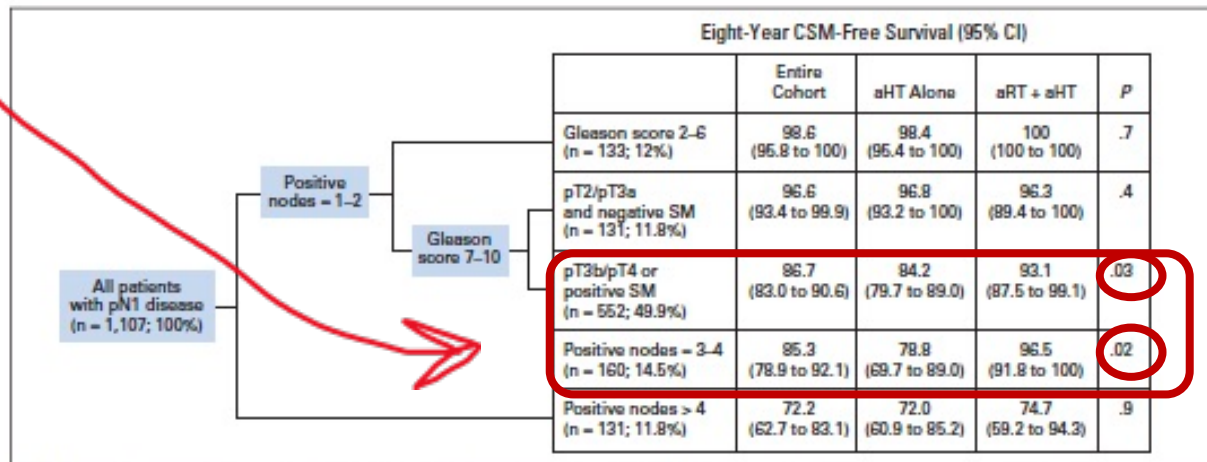 Eight-Year CSM-Free Survival (95% CI)
Entire
Cohort
aHT Alone
aRT + aHT
P
Gleason score 2–6
(n = 133; 12%)
98.6
(95.8 to 100)
98.4
(95.4 to 100)
100
(100 to 100)
.7
Positive
nodes = 1–2
pT2/pT3a
and negative SM
(n = 131; 11.8%)
96.6
(93.4 to 99.9)
96.8
(93.2 to 100)
96.3
(89.4 to 100)
.4
Gleason
score 7–10
pT3b/pT4 or
positive SM
(n = 552; 49.9%)
86.7
(83.0 to 90.6)
84.2
(79.7 to 89.0)
93.1
(87.5 to 99.1)
.03
All patients
with pN1 disease
(n = 1,107; 100%)
Positive nodes = 3–4
(n = 160; 14.5%)
85.3
(78.9 to 92.1)
78.8
(69.7 to 89.0)
96.5
(91.8 to 100)
.02
Positive nodes > 4
(n = 131; 11.8%)
72.2
(62.7 to 83.1)
72.0
(60.9 to 85.2)
74.7
(59.2 to 94.3)
.9